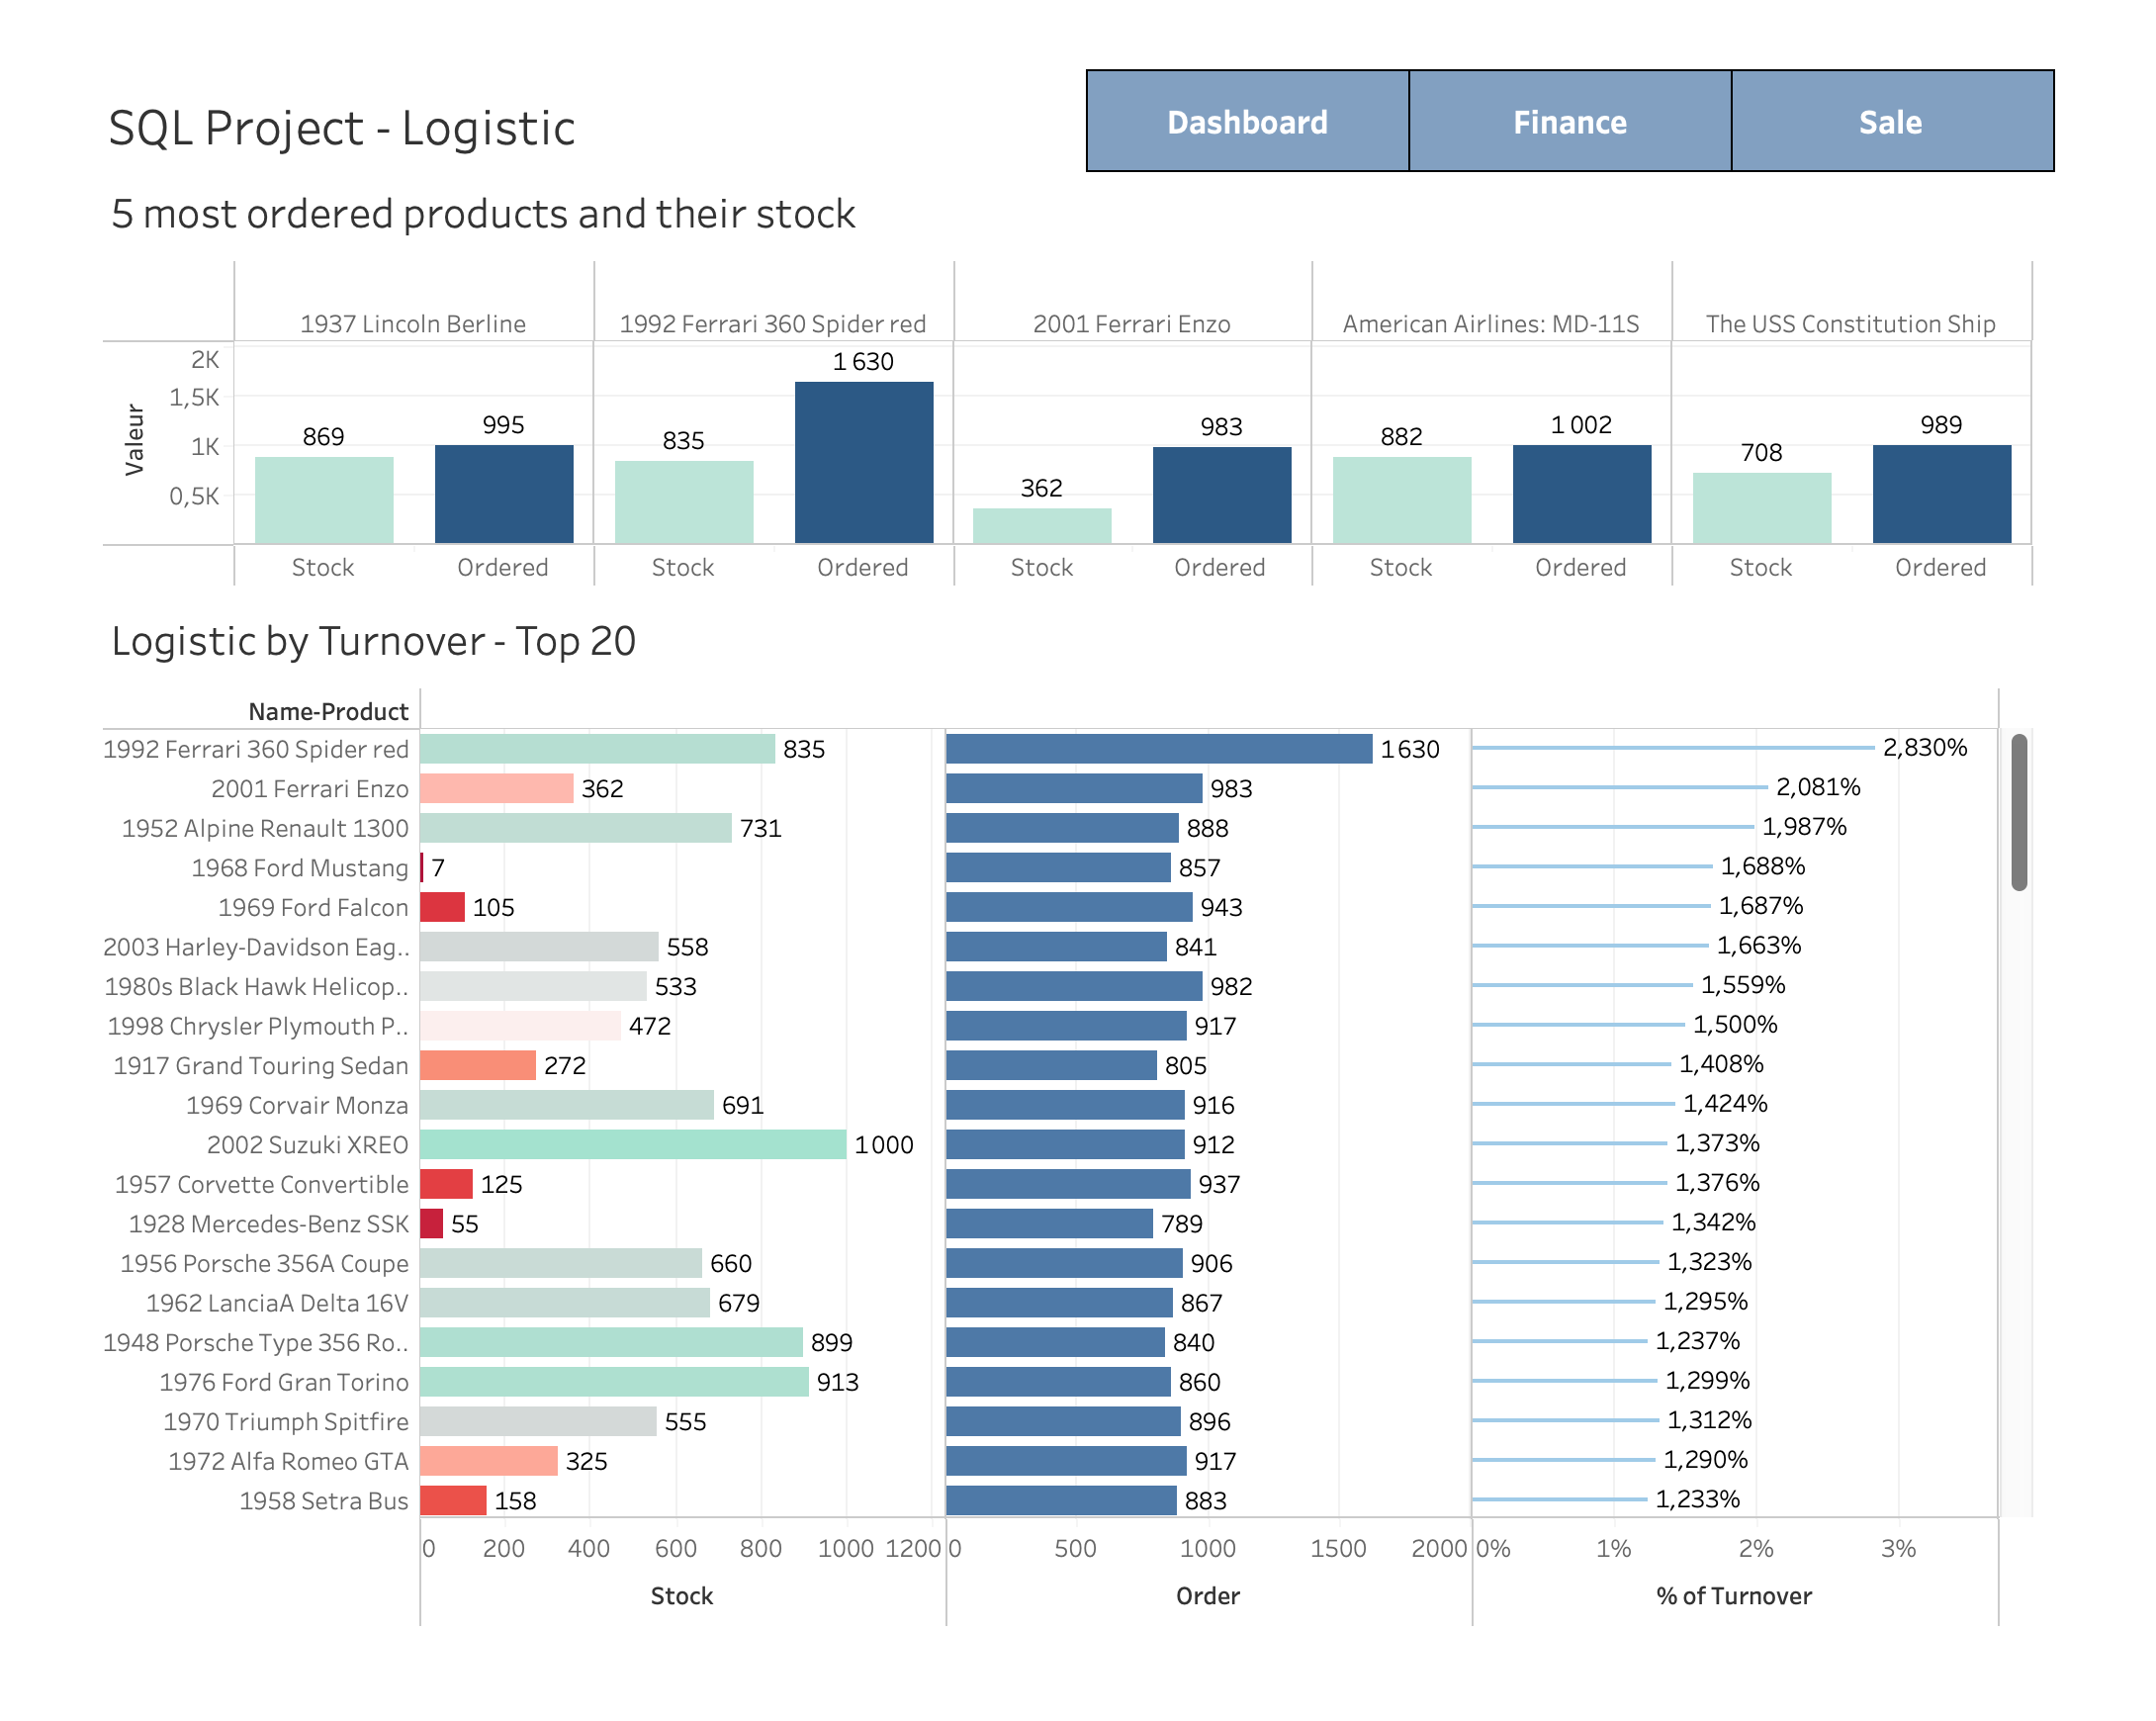 SQL Project - Logistic
Dashboard Finance Sale
5 most ordered products and their stock
1937 Lincoln Berline 1992 Ferrari 360 Spider red 2001 Ferrari Enzo American Airlines: MD-11S The USS Constitution Ship
Valeur
2K
1,5K
1K
0,5K
869 995 835 1 630 362 983 882 1 002 708 989
Stock Ordered Stock Ordered Stock Ordered Stock Ordered Stock Ordered
Logistic by Turnover - Top 20
Name-Product
1992 Ferrari 360 Spider red 835 1 630 2,830%
2001 Ferrari Enzo 362 983 2,081%
1952 Alpine Renault 1300 731 888 1,987%
1968 Ford Mustang 7 857 1,688%
1969 Ford Falcon 105 943 1,687%
2003 Harley-Davidson Eag.. 558 841 1,663%
1980s Black Hawk Helicop.. 533 982 1,559%
1998 Chrysler Plymouth P.. 472 917 1,500%
1917 Grand Touring Sedan 272 805 1,408%
1969 Corvair Monza 691 916 1,424%
2002 Suzuki XREO 1 000 912 1,373%
1957 Corvette Convertible 125 937 1,376%
1928 Mercedes-Benz SSK 55 789 1,342%
1956 Porsche 356A Coupe 660 906 1,323%
1962 LanciaA Delta 16V 679 867 1,295%
1948 Porsche Type 356 Ro.. 899 840 1,237%
1976 Ford Gran Torino 913 860 1,299%
1970 Triumph Spitfire 555 896 1,312%
1972 Alfa Romeo GTA 325 917 1,290%
1958 Setra Bus 158 883 1,233%
0 200 400 600 800 1000 1200 0 500 1000 1500 2000 0% 1% 2% 3%
Stock Order % of Turnover